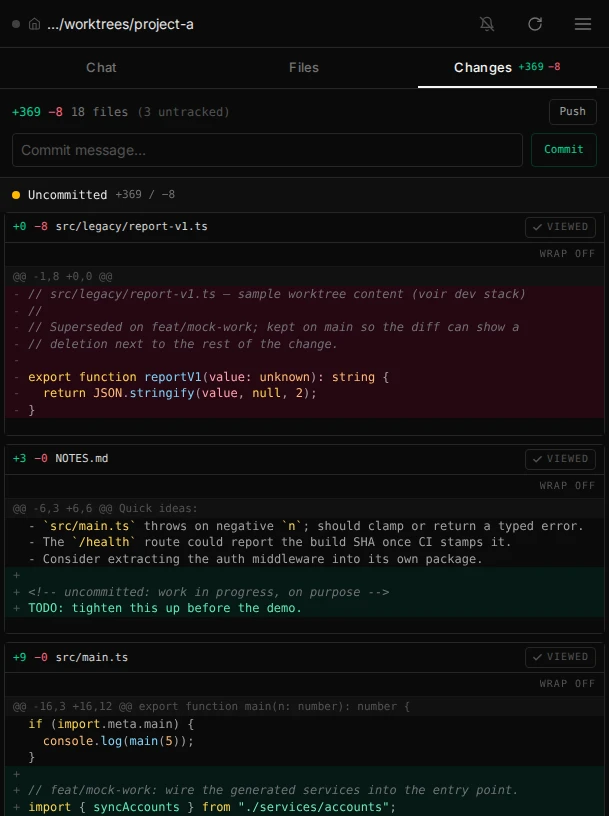 .../worktrees/project-a
Chat Files Changes +369 −8
+369 −8 18 files (3 untracked) Push
Commit message... Commit
Uncommitted +369 / −8
+0 −8 src/legacy/report-v1.ts VIEWED
WRAP OFF
@@ -1,8 +0,0 @@
- // src/legacy/report-v1.ts — sample worktree content (voir dev stack)
- //
- // Superseded on feat/mock-work; kept on main so the diff can show a
- // deletion next to the rest of the change.
-
- export function reportV1(value: unknown): string {
-   return JSON.stringify(value, null, 2);
- }
+3 −0 NOTES.md VIEWED
WRAP OFF
@@ -6,3 +6,6 @@ Quick ideas:
- `src/main.ts` throws on negative `n`; should clamp or return a typed error.
- The `/health` route could report the build SHA once CI stamps it.
- Consider extracting the auth middleware into its own package.
+
+ <!-- uncommitted: work in progress, on purpose -->
+ TODO: tighten this up before the demo.
+9 −0 src/main.ts VIEWED
WRAP OFF
@@ -16,3 +16,12 @@ export function main(n: number): number {
if (import.meta.main) {
  console.log(main(5));
}
+
+ // feat/mock-work: wire the generated services into the entry point.
+ import { syncAccounts } from "./services/accounts";